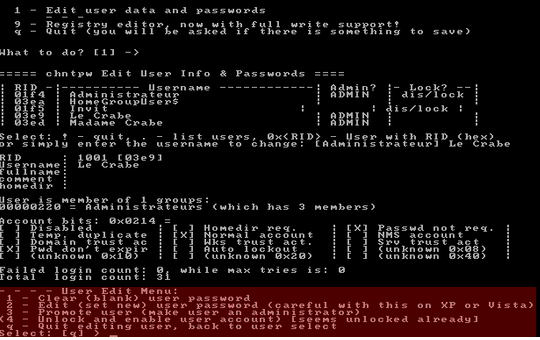 1 - Edit user data and passwords
- - -
9 - Registry editor, now with full write support!
q - Quit (you will be asked if there is something to save)
What to do? [1] ->
===== chntpw Edit User Info & Passwords ====
| RID -|---------- Username ------------| Admin? |- Lock? --|
| 01f4 | Administrateur | ADMIN | dis/lock |
| 03ea | HomeGroupUser$ | | |
| 01f5 | Invit | | dis/lock |
| 03e9 | Le Crabe | ADMIN | |
| 03ed | Madame Crabe | ADMIN | |
Select: ! - quit, . - list users, 0x<RID> - User with RID (hex)
or simply enter the username to change: [Administrateur] Le Crabe
RID : 1001 [03e9]
Username: Le Crabe
fullname:
comment :
homedir :
User is member of 1 groups:
00000220 = Administrateurs (which has 3 members)
Account bits: 0x0214 =
[ ] Disabled | [ ] Homedir req. | [X] Passwd not req. |
[ ] Temp. duplicate | [X] Normal account | [ ] NMS account |
[ ] Domain trust ac | [ ] Wks trust act. | [ ] Srv trust act |
[X] Pwd don't expir | [ ] Auto lockout | [ ] (unknown 0x08) |
[ ] (unknown 0x10) | [ ] (unknown 0x20) | [ ] (unknown 0x40) |
Failed login count: 0, while max tries is: 0
Total login count: 31
- - - - User Edit Menu:
1 - Clear (blank) user password
2 - Edit (set new) user password (careful with this on XP or Vista)
3 - Promote user (make user an administrator)
(4 - Unlock and enable user account) [seems unlocked already]
q - Quit editing user, back to user select
Select: [q] > _